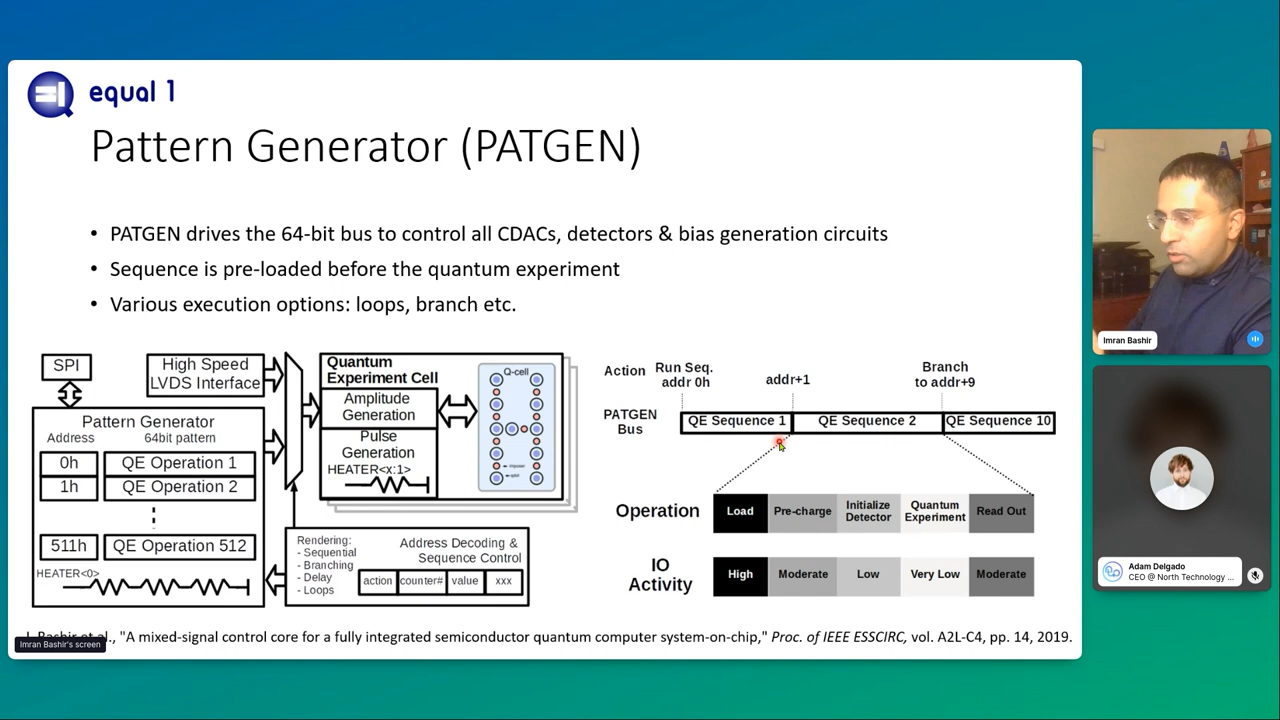 equal 1
Pattern Generator (PATGEN)
• PATGEN drives the 64-bit bus to control all CDACs, detectors & bias generation circuits
• Sequence is pre-loaded before the quantum experiment
• Various execution options: loops, branch etc.
SPI
High Speed
LVDS Interface
Pattern Generator
Address 64bit pattern
0h QE Operation 1
1h QE Operation 2
511h QE Operation 512
HEATER<0>
Quantum
Experiment Cell
Amplitude
Generation
Pulse
Generation
HEATER<x:1>
Q-cell
Rendering:
- Sequential
- Branching
- Delay
- Loops
Address Decoding &
Sequence Control
action counter# value xxx
Action
Run Seq.
addr 0h
addr+1
Branch
to addr+9
PATGEN
Bus
QE Sequence 1 QE Sequence 2 QE Sequence 10
Operation
Load
Pre-charge
Initialize
Detector
Quantum
Experiment
Read Out
IO
Activity
High Moderate Low Very Low Moderate
I. Bashir et al., "A mixed-signal control core for a fully integrated semiconductor quantum computer system-on-chip," Proc. of IEEE ESSCIRC, vol. A2L-C4, pp. 14, 2019.
Imran Bashir's screen
Imran Bashir
Adam Delgado
CEO @ North Technology ...